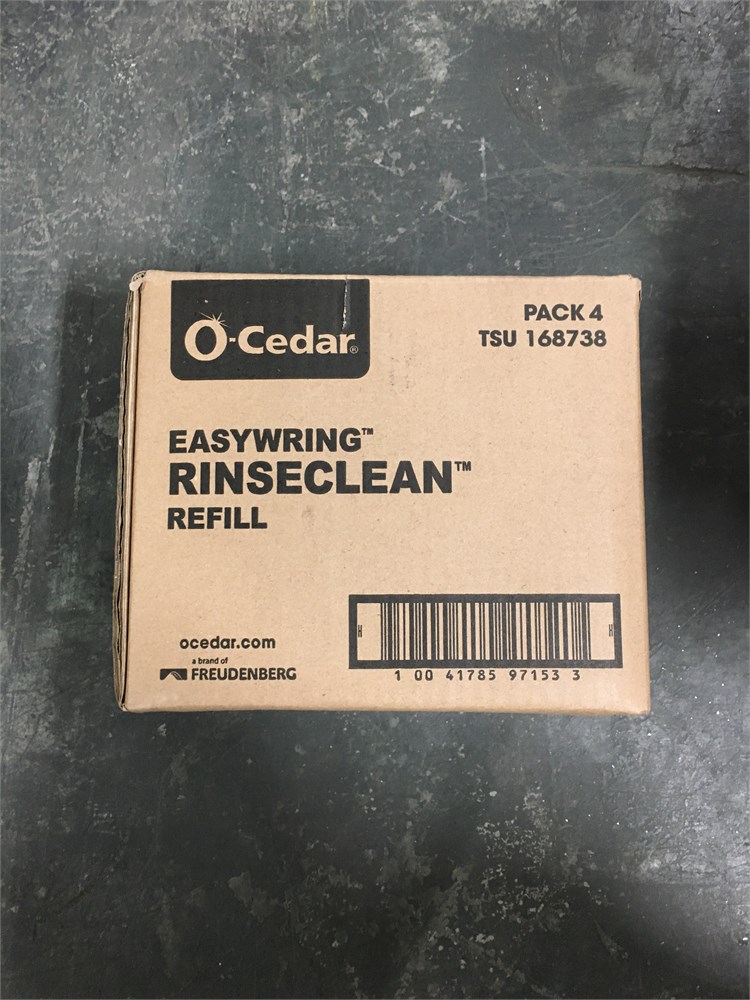 O-Cedar®
PACK 4
TSU 168738
EASYWRING™
RINSECLEAN™
REFILL
ocedar.com
a brand of
FREUDENBERG
H H
1 00 41785 97153 3